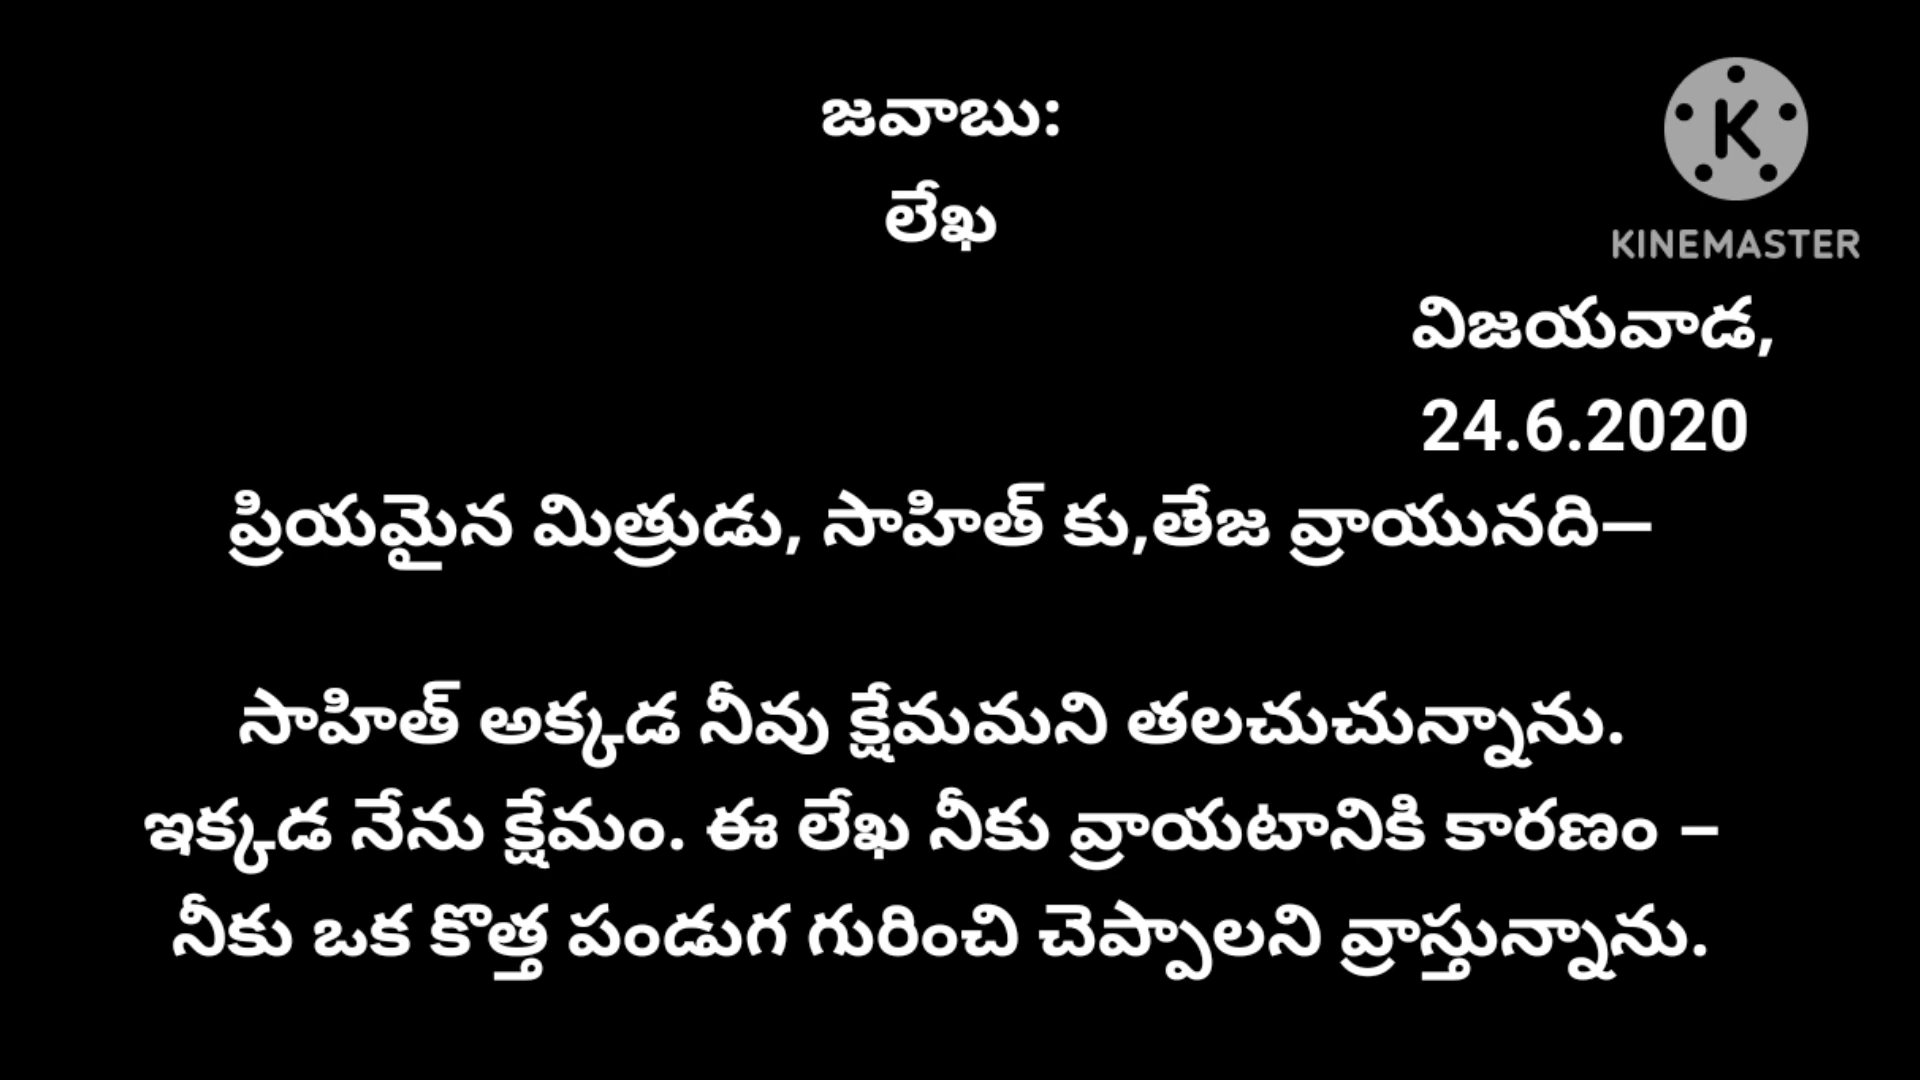 జవాబు:
లేఖ
KINEMASTER
విజయవాడ,
24.6.2020
ప్రియమైన మిత్రుడు, సాహిత్ కు,తేజ వ్రాయునది–
సాహిత్ అక్కడ నీవు క్షేమమని తలచుచున్నాను.
ఇక్కడ నేను క్షేమం. ఈ లేఖ నీకు వ్రాయటానికి కారణం –
నీకు ఒక కొత్త పండుగ గురించి చెప్పాలని వ్రాస్తున్నాను.